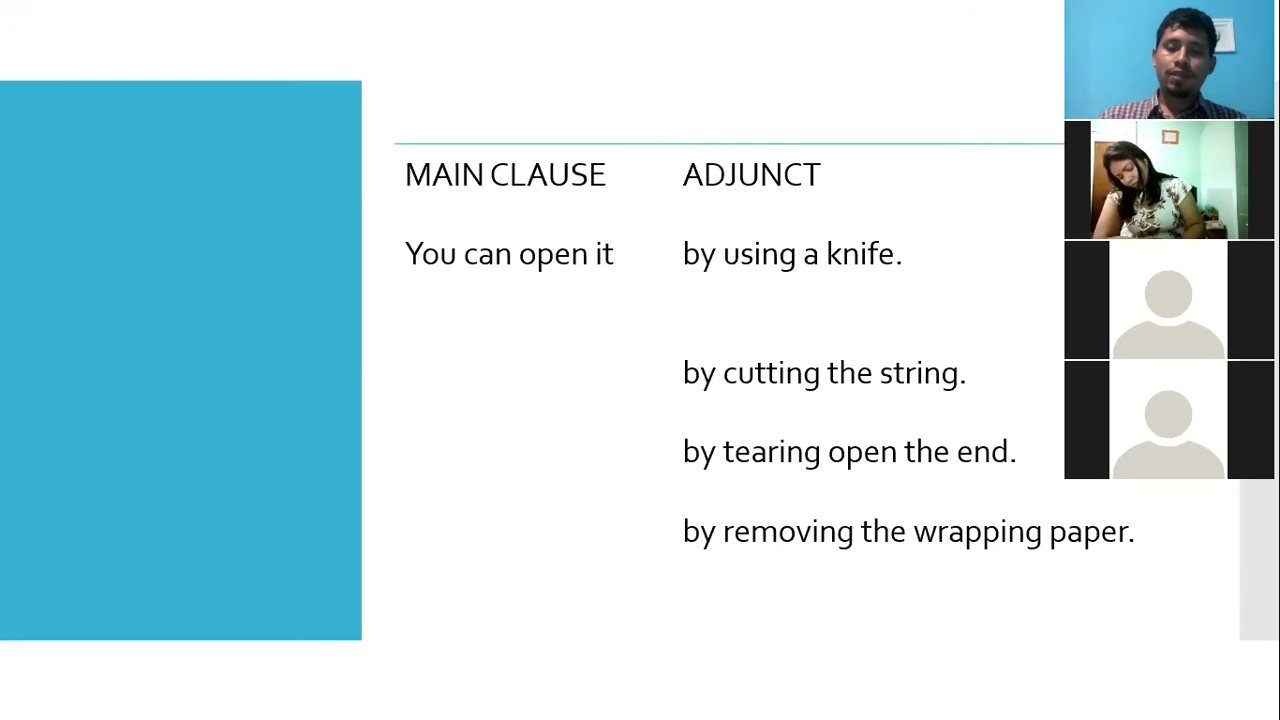 MAIN CLAUSE ADJUNCT
You can open it by using a knife.
by cutting the string.
by tearing open the end.
by removing the wrapping paper.